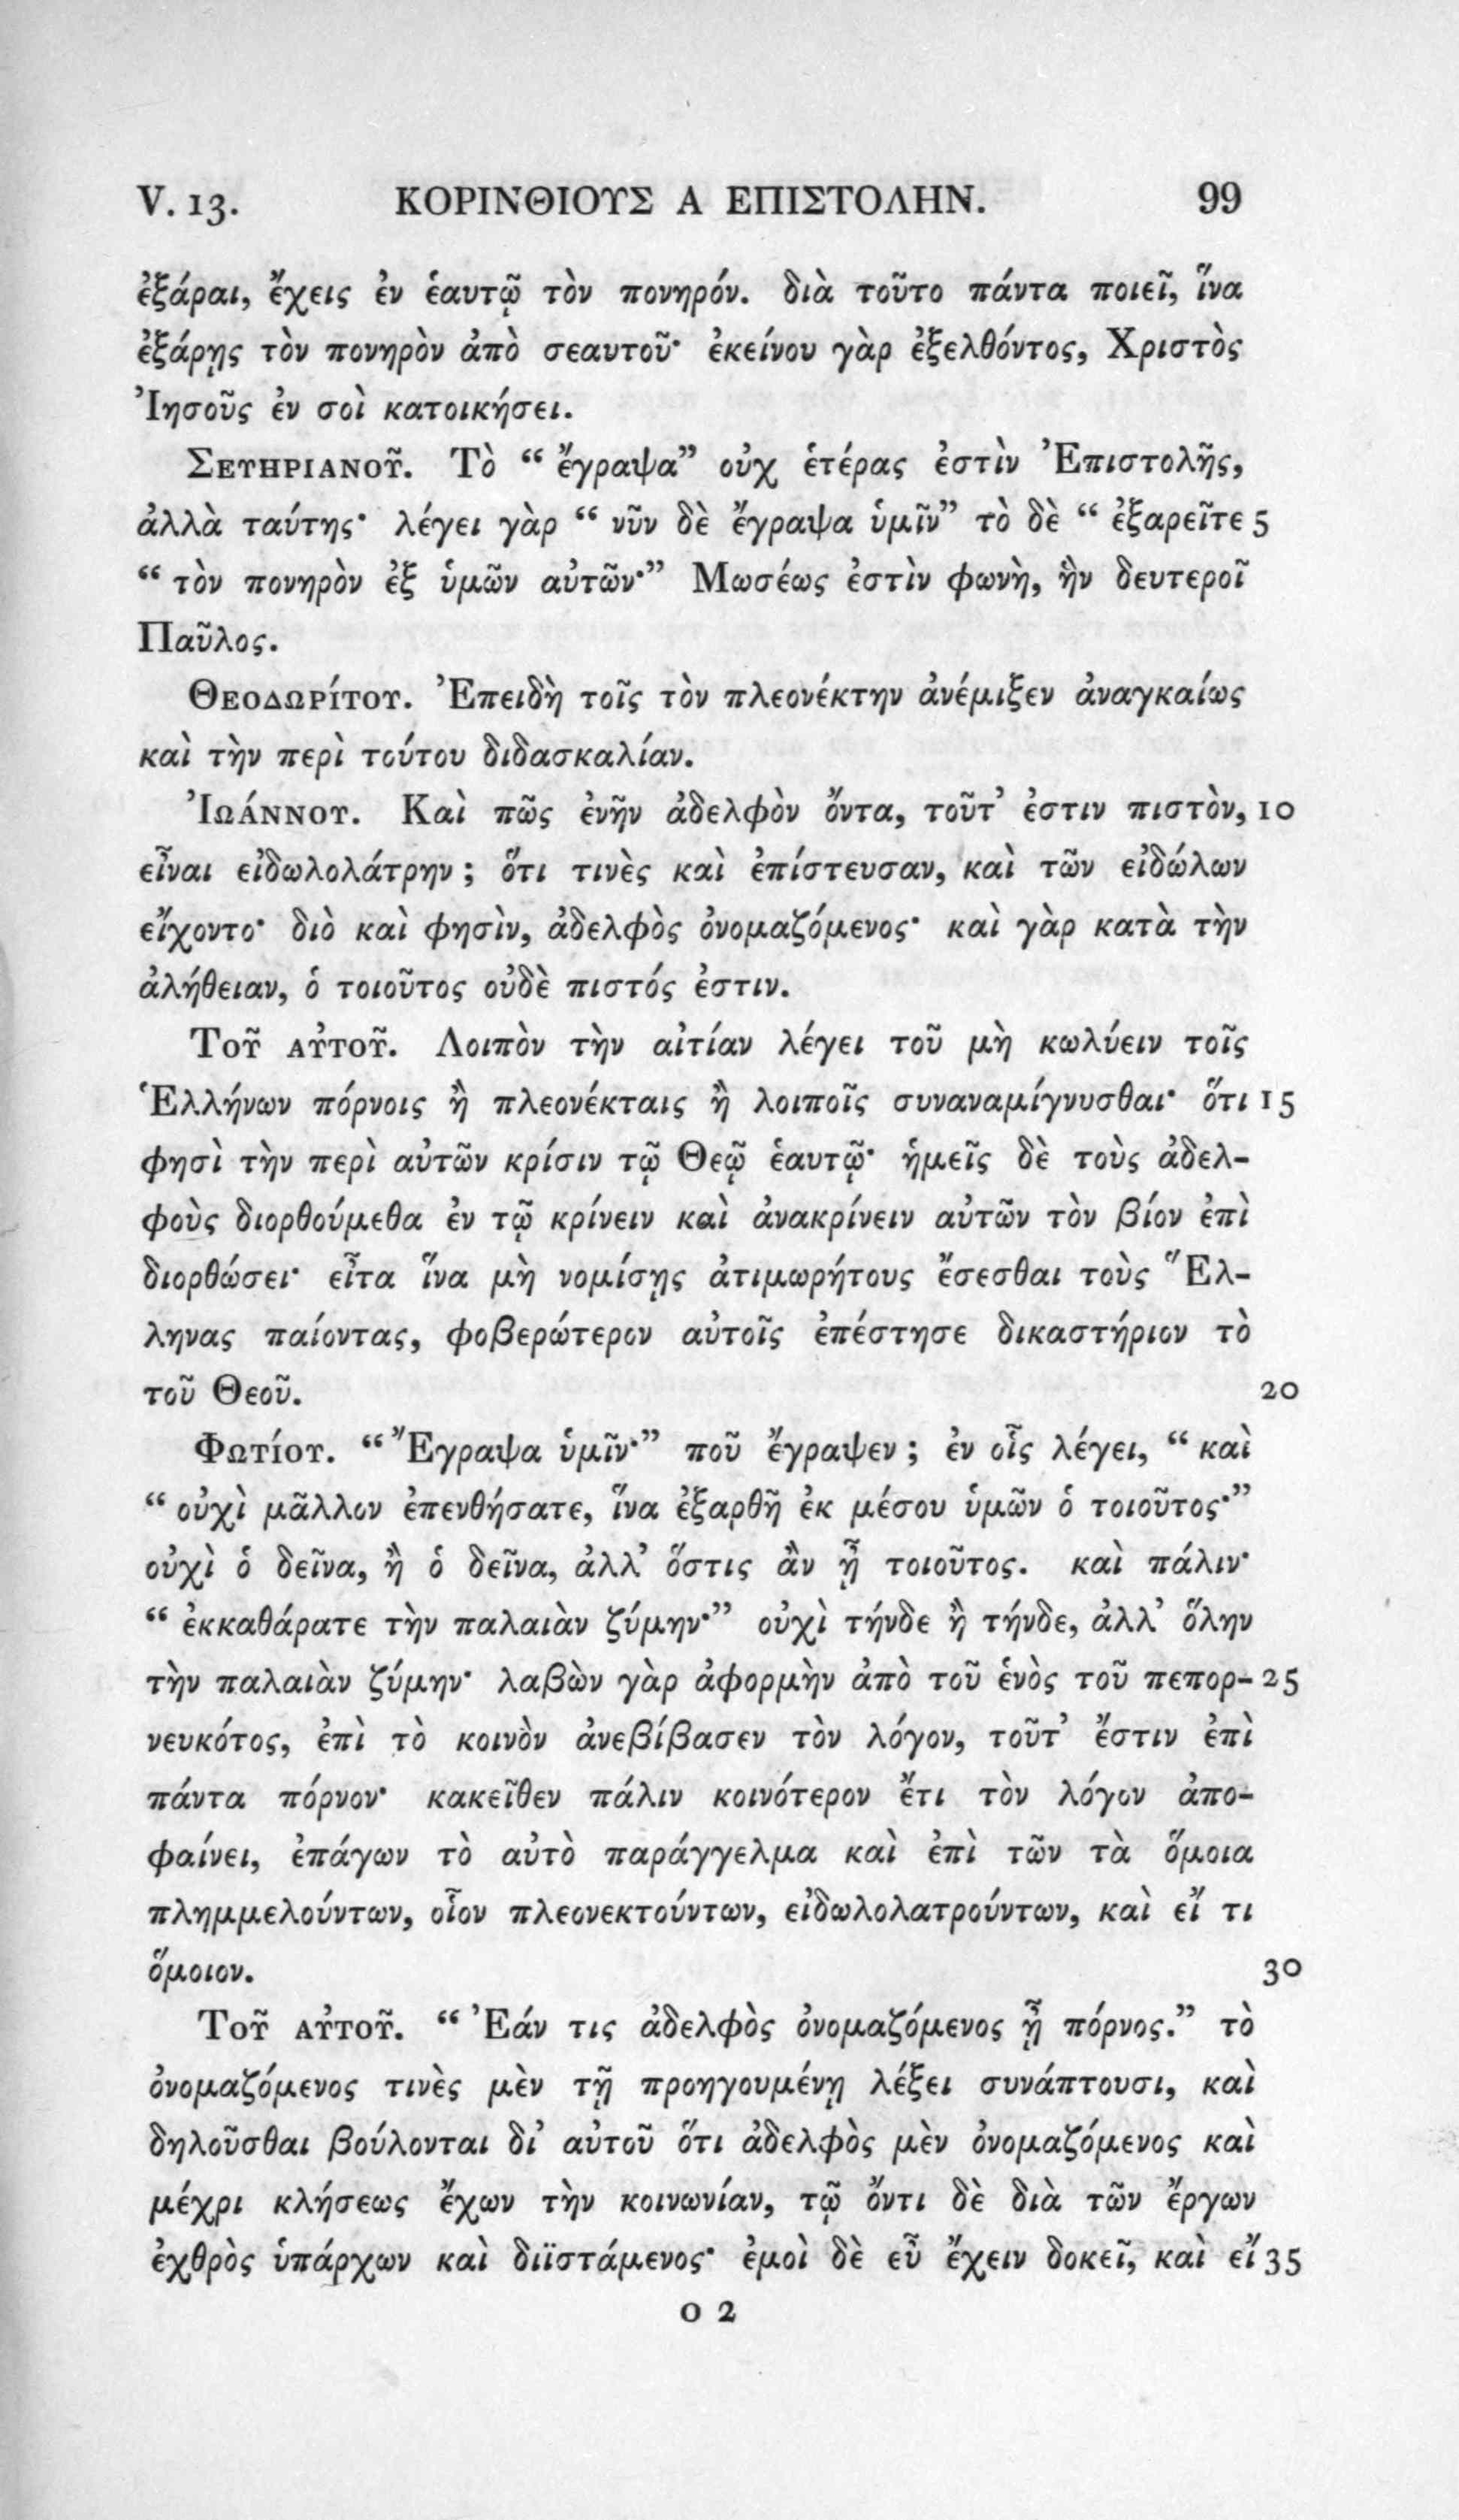 V. 13. ΚΟΡΙΝΘΙΟΥΣ Α ΕΠΙΣΤΟΛΗΝ. 99
ἐξάραι, ἔχεις ἐν ἑαυτῷ τὸν πονηρόν. διὰ τοῦτο πάντα ποιεῖ, ἵνα
ἐξάρῃς τὸν πονηρὸν ἀπὸ σεαυτοῦ· ἐκείνου γὰρ ἐξελθόντος, Χριστὸς
Ἰησοῦς ἐν σοὶ κατοικήσει.
ΣΕΥΗΡΙΑΝΟῦ. Τὸ “ ἔγραψα” οὐχ ἑτέρας ἐστὶν Ἐπιστολῆς,
ἀλλὰ ταύτης· λέγει γὰρ “ νῦν δὲ ἔγραψα ὑμῖν” τὸ δὲ “ ἐξαρεῖτε 5
“ τὸν πονηρὸν ἐξ ὑμῶν αὐτῶν·” Μωσέως ἐστὶν φωνὴ, ἣν δευτεροῖ
Παῦλος.
ΘΕΟΔΩΡίΤΟΥ. Ἐπειδὴ τοῖς τὸν πλεονέκτην ἀνέμιξεν ἀναγκαίως
καὶ τὴν περὶ τούτου διδασκαλίαν.
ἸΩάΝΝΟΥ. Καὶ πῶς ἐνῆν ἀδελφὸν ὄντα, τοῦτ’ ἐστιν πιστὸν, 10
εἶναι εἰδωλολάτρην ; ὅτι τινὲς καὶ ἐπίστευσαν, καὶ τῶν εἰδώλων
εἴχοντο· διὸ καὶ φησὶν, ἀδελφὸς ὀνομαζόμενος· καὶ γὰρ κατὰ τὴν
ἀλήθειαν, ὁ τοιοῦτος οὐδὲ πιστός ἐστιν.
ΤΟῦ ΑὐΤΟῦ. Λοιπὸν τὴν αἰτίαν λέγει τοῦ μὴ κωλύειν τοῖς
Ἑλλήνων πόρνοις ἢ πλεονέκταις ἢ λοιποῖς συναναμίγνυσθαι· ὅτι 15
φησὶ τὴν περὶ αὐτῶν κρίσιν τῷ Θεῷ ἑαυτῷ· ἡμεῖς δὲ τοὺς ἀδελ-
φοὺς διορθούμεθα ἐν τῷ κρίνειν καὶ ἀνακρίνειν αὐτῶν τὸν βίον ἐπὶ
διορθώσει· εἶτα ἵνα μὴ νομίσῃς ἀτιμωρήτους ἔσεσθαι τοὺς Ἕλ-
ληνας παίοντας, φοβερώτερον αὐτοῖς ἐπέστησε δικαστήριον τὸ
τοῦ Θεοῦ. 20
ΦΩΤίΟΥ. “ Ἔγραψα ὑμῖν·” ποῦ ἔγραψεν ; ἐν οἷς λέγει, “ καὶ
“ οὐχὶ μᾶλλον ἐπενθήσατε, ἵνα ἐξαρθῇ ἐκ μέσου ὑμῶν ὁ τοιοῦτος·”
οὐχὶ ὁ δεῖνα, ἢ ὁ δεῖνα, ἀλλ’ ὅστις ἂν ᾖ τοιοῦτος. καὶ πάλιν·
“ ἐκκαθάρατε τὴν παλαιὰν ζύμην·” οὐχὶ τήνδε ἢ τήνδε, ἀλλ’ ὅλην
τὴν παλαιὰν ζύμην· λαβὼν γὰρ ἀφορμὴν ἀπὸ τοῦ ἑνὸς τοῦ πεπορ- 25
νευκότος, ἐπὶ τὸ κοινὸν ἀνεβίβασεν τὸν λόγον, τοῦτ’ ἔστιν ἐπὶ
πάντα πόρνον· κακεῖθεν πάλιν κοινότερον ἔτι τὸν λόγον ἀπο-
φαίνει, ἐπάγων τὸ αὐτὸ παράγγελμα καὶ ἐπὶ τῶν τὰ ὅμοια
πλημμελούντων, οἷον πλεονεκτούντων, εἰδωλολατρούντων, καὶ εἴ τι
ὅμοιον. 30
ΤΟῦ ΑὐΤΟῦ. “ Ἐάν τις ἀδελφὸς ὀνομαζόμενος ᾖ πόρνος.” τὸ
ὀνομαζόμενος τινὲς μὲν τῇ προηγουμένῃ λέξει συνάπτουσι, καὶ
δηλοῦσθαι βούλονται δι’ αὐτοῦ ὅτι ἀδελφὸς μὲν ὀνομαζόμενος καὶ
μέχρι κλήσεως ἔχων τὴν κοινωνίαν, τῷ ὄντι δὲ διὰ τῶν ἔργων
ἐχθρὸς ὑπάρχων καὶ διϊστάμενος· ἐμοὶ δὲ εὖ ἔχειν δοκεῖ, καὶ εἴ 35
O 2